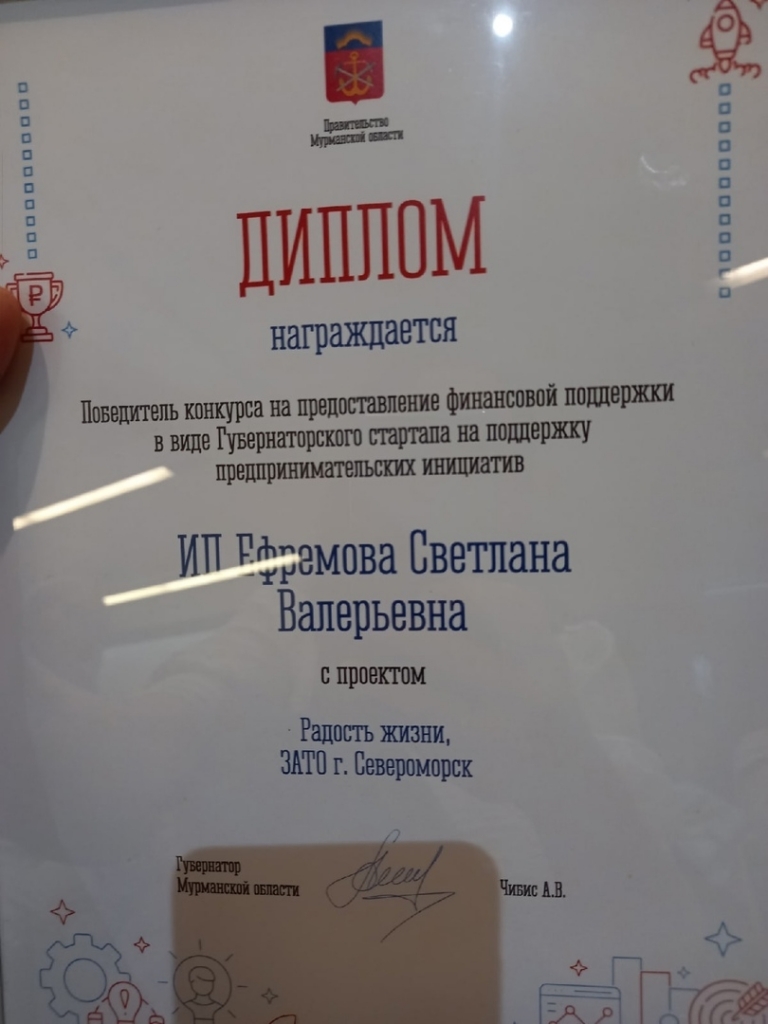 Правительство
Мурманской области
ДИПЛОМ
награждается
Победитель конкурса на предоставление финансовой поддержки
в виде Губернаторского стартапа на поддержку
предпринимательских инициатив
ИП Ефремова Светлана
Валерьевна
с проектом
Радость жизни,
ЗАТО г. Североморск
Губернатор
Мурманской области
Чибис А.В.